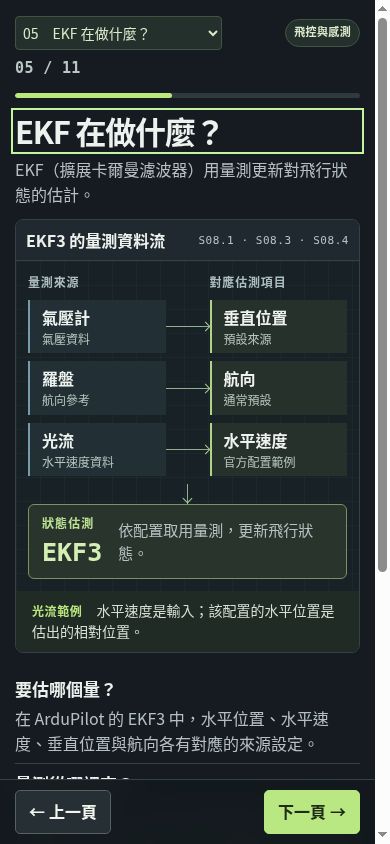 05 EKF 在做什麼？
飛控與感測
05 / 11
EKF 在做什麼？
EKF（擴展卡爾曼濾波器）用量測更新對飛行狀
態的估計。
EKF3 的量測資料流
S08.1 · S08.3 · S08.4
量測來源
對應估測項目
氣壓計
氣壓資料
垂直位置
預設來源
羅盤
航向參考
航向
通常預設
光流
水平速度資料
水平速度
官方配置範例
狀態估測
EKF3
依配置取用量測，更新飛行狀
態。
光流範例 水平速度是輸入；該配置的水平位置是
估出的相對位置。
要估哪個量？
在 ArduPilot 的 EKF3 中，水平位置、水平速
度、垂直位置與航向各有對應的來源設定。
← 上一頁
下一頁 →